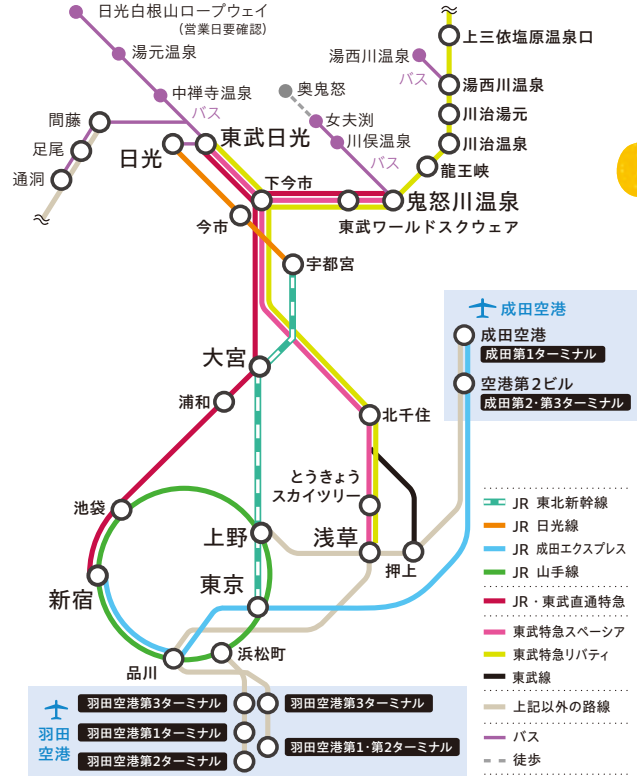 日光白根山ロープウェイ
(営業日要確認)
湯元温泉
中禅寺温泉
バス
間藤
足尾
通洞
日光
東武日光
奥鬼怒
女夫渕
川俣温泉
バス
湯西川温泉
バス
上三依塩原温泉口
湯西川温泉
川治湯元
川治温泉
龍王峡
下今市
鬼怒川温泉
東武ワールドスクウェア
今市
宇都宮
大宮
浦和
池袋
新宿
上野
東京
品川
浜松町
北千住
とうきょう
スカイツリー
浅草
押上
成田空港
成田空港
成田第1ターミナル
空港第2ビル
成田第2・第3ターミナル
羽田
空港
羽田空港第3ターミナル
羽田空港第1ターミナル
羽田空港第2ターミナル
羽田空港第3ターミナル
羽田空港第1・第2ターミナル
JR 東北新幹線
JR 日光線
JR 成田エクスプレス
JR 山手線
JR・東武直通特急
東武特急スペーシア
東武特急リバティ
東武線
上記以外の路線
バス
徒歩